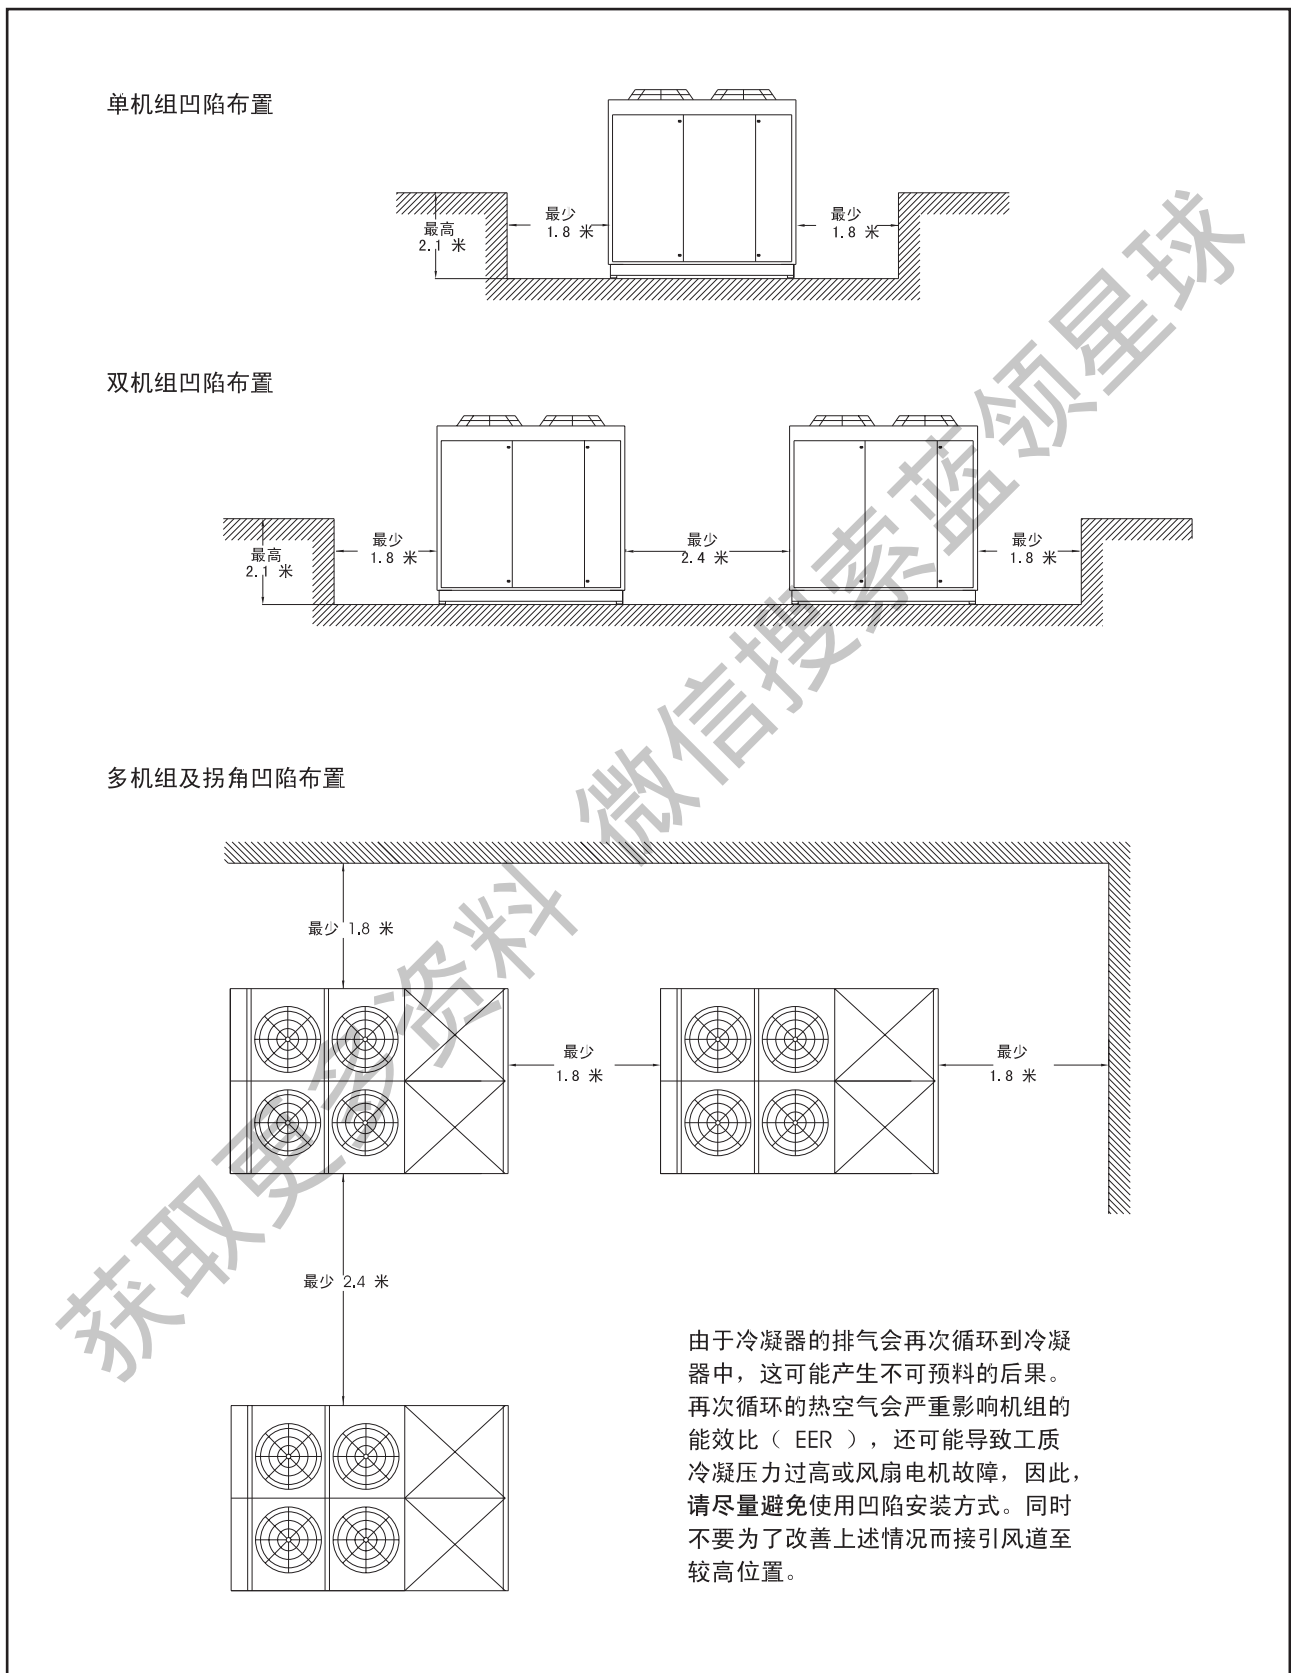 单机组凹陷布置
最高
2.1 米
最少
1.8 米
最少
1.8 米
双机组凹陷布置
最高
2.1 米
最少
1.8 米
最少
2.4 米
最少
1.8 米
多机组及拐角凹陷布置
最少 1.8 米
最少
1.8 米
最少
1.8 米
最少 2.4 米
由于冷凝器的排气会再次循环到冷凝
器中，这可能产生不可预料的后果。
再次循环的热空气会严重影响机组的
能效比（ EER ），还可能导致工质
冷凝压力过高或风扇电机故障，因此，
请尽量避免使用凹陷安装方式。同时
不要为了改善上述情况而接引风道至
较高位置。
获取更多资料 微信搜索蓝领星球